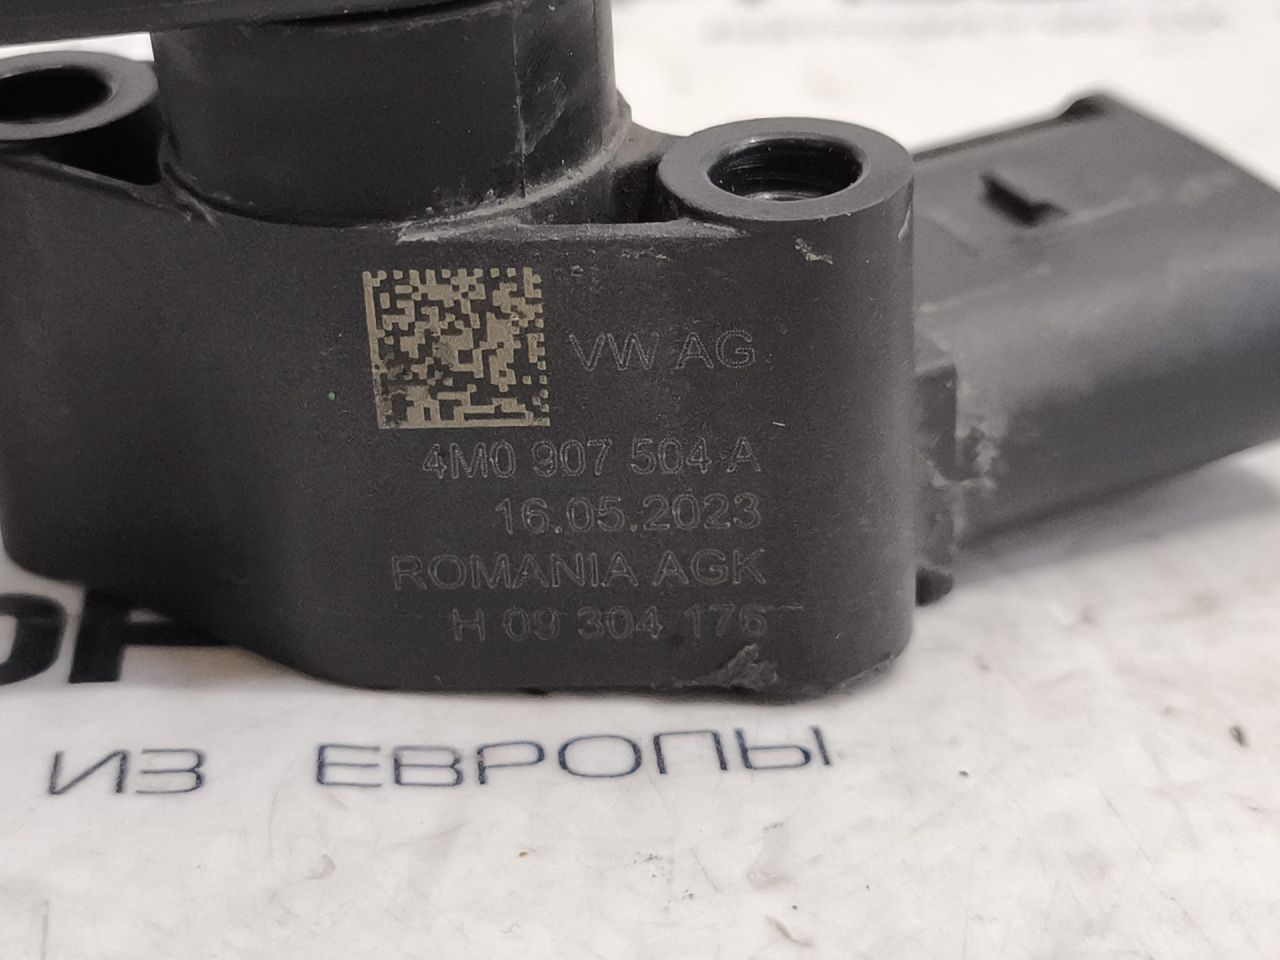 VW AG
4M0 907 504 A
16.05.2023
ROMANIA AGK
H 09 304 176
ИЗ ЕВРОПЫ